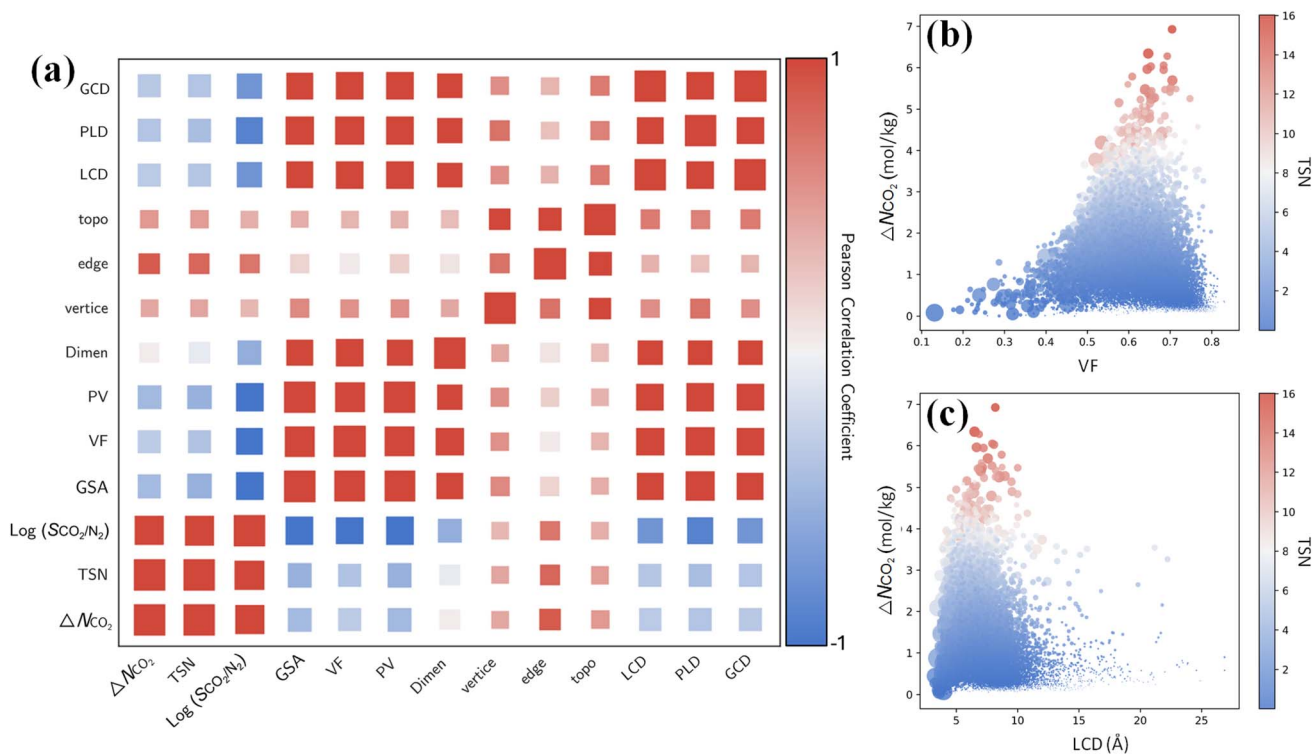 (a)
GCD
PLD
LCD
topo
edge
vertice
Dimen
PV
VF
GSA
Log (SCO₂/N₂)
TSN
△NCO₂
△NCO₂
TSN
Log (SCO₂/N₂)
GSA
VF
PV
Dimen
vertice
edge
topo
LCD
PLD
GCD
1
Pearson Correlation Coefficient
-1
(b)
△NCO₂ (mol/kg)
7
6
5
4
3
2
1
0
0.1
0.2
0.3
0.4
0.5
0.6
0.7
0.8
VF
16
14
12
10
8
6
4
2
TSN
(c)
△NCO₂ (mol/kg)
7
6
5
4
3
2
1
0
5
10
15
20
25
LCD (Å)
16
14
12
10
8
6
4
2
TSN